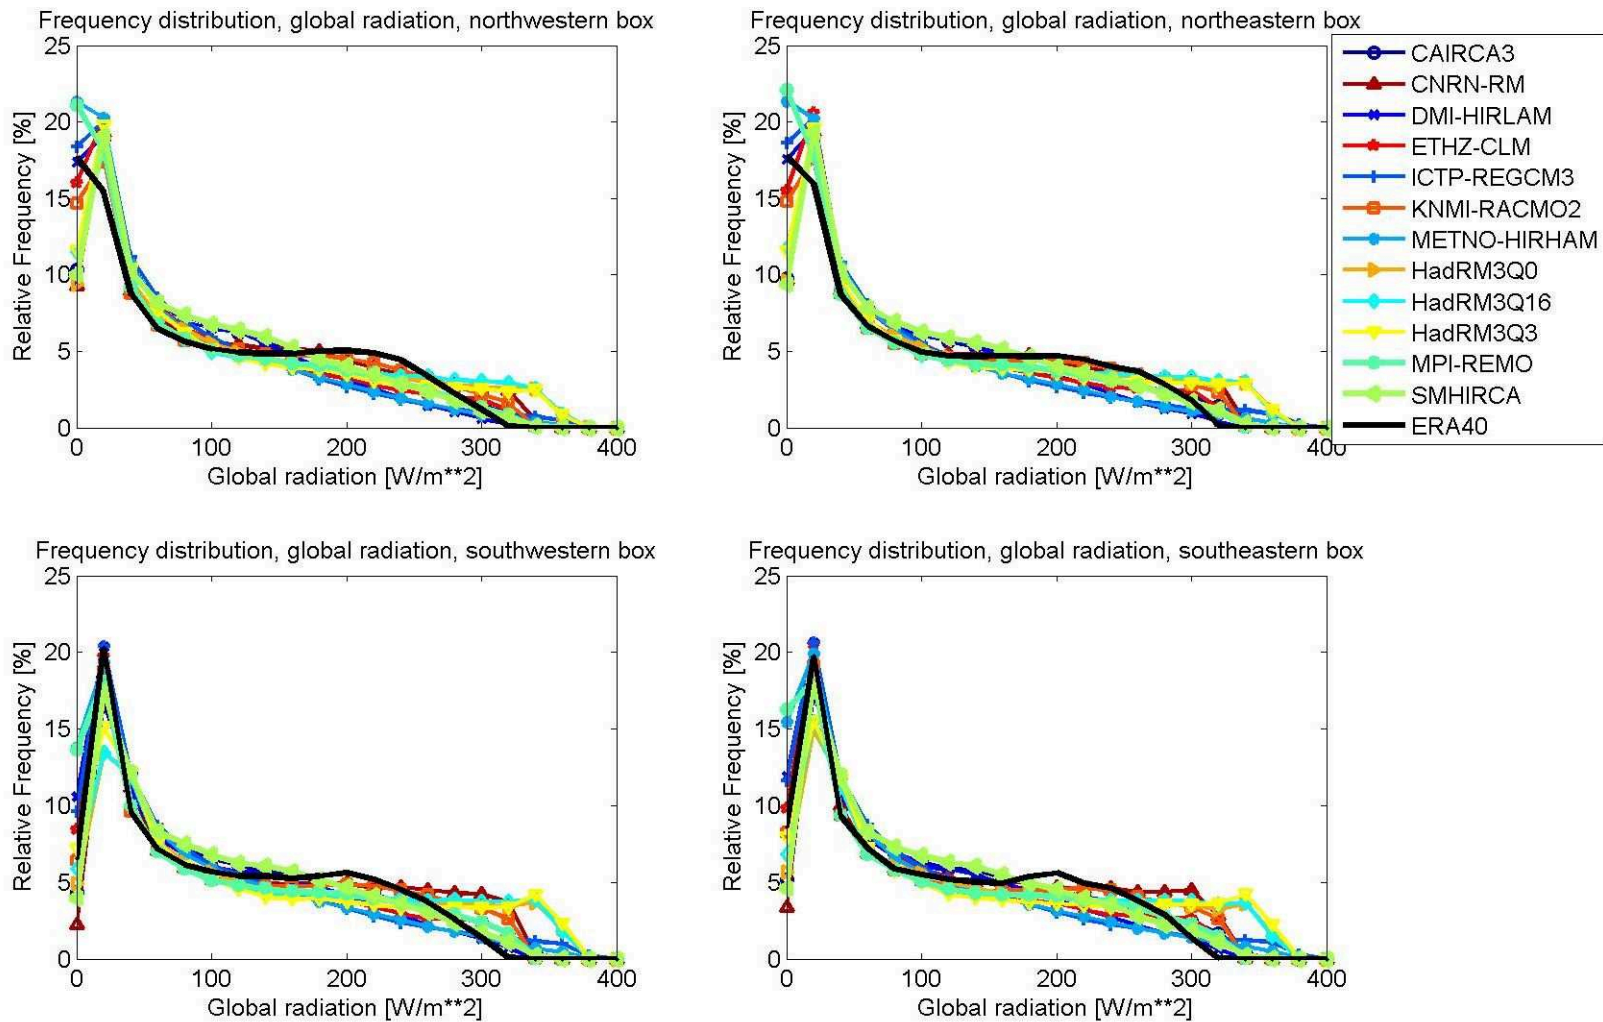 Frequency distribution, global radiation, northwestern box
25
20
15
10
5
0
Relative Frequency [%]
0 100 200 300 400
Global radiation [W/m**2]
Frequency distribution, global radiation, northeastern box
25
20
15
10
5
0
Relative Frequency [%]
0 100 200 300 400
Global radiation [W/m**2]
CAIRCA3
CNRN-RM
DMI-HIRLAM
ETHZ-CLM
ICTP-REGCM3
KNMI-RACMO2
METNO-HIRHAM
HadRM3Q0
HadRM3Q16
HadRM3Q3
MPI-REMO
SMHIRCA
ERA40
Frequency distribution, global radiation, southwestern box
25
20
15
10
5
0
Relative Frequency [%]
0 100 200 300 400
Global radiation [W/m**2]
Frequency distribution, global radiation, southeastern box
25
20
15
10
5
0
Relative Frequency [%]
0 100 200 300 400
Global radiation [W/m**2]